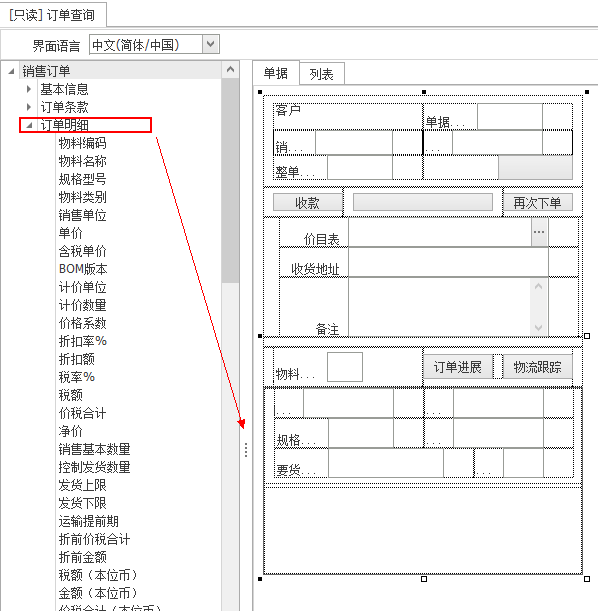 [只读] 订单查询
界面语言 中文(简体/中国)
销售订单
基本信息
订单条款
订单明细
物料编码
物料名称
规格型号
物料类别
销售单位
单价
含税单价
BOM版本
计价单位
计价数量
价格系数
折扣率%
折扣额
税率%
税额
价税合计
净价
销售基本数量
控制发货数量
发货上限
发货下限
运输提前期
折前价税合计
折前金额
税额（本位币）
金额（本位币）
价税合计（本位币）
单据 列表
客户
单据...
销... ...
整单...
收款 再次下单
价目表 ...
收货地址
备注
物料... 订单进展 物流跟踪
... ...
规格... ...
要货... ...